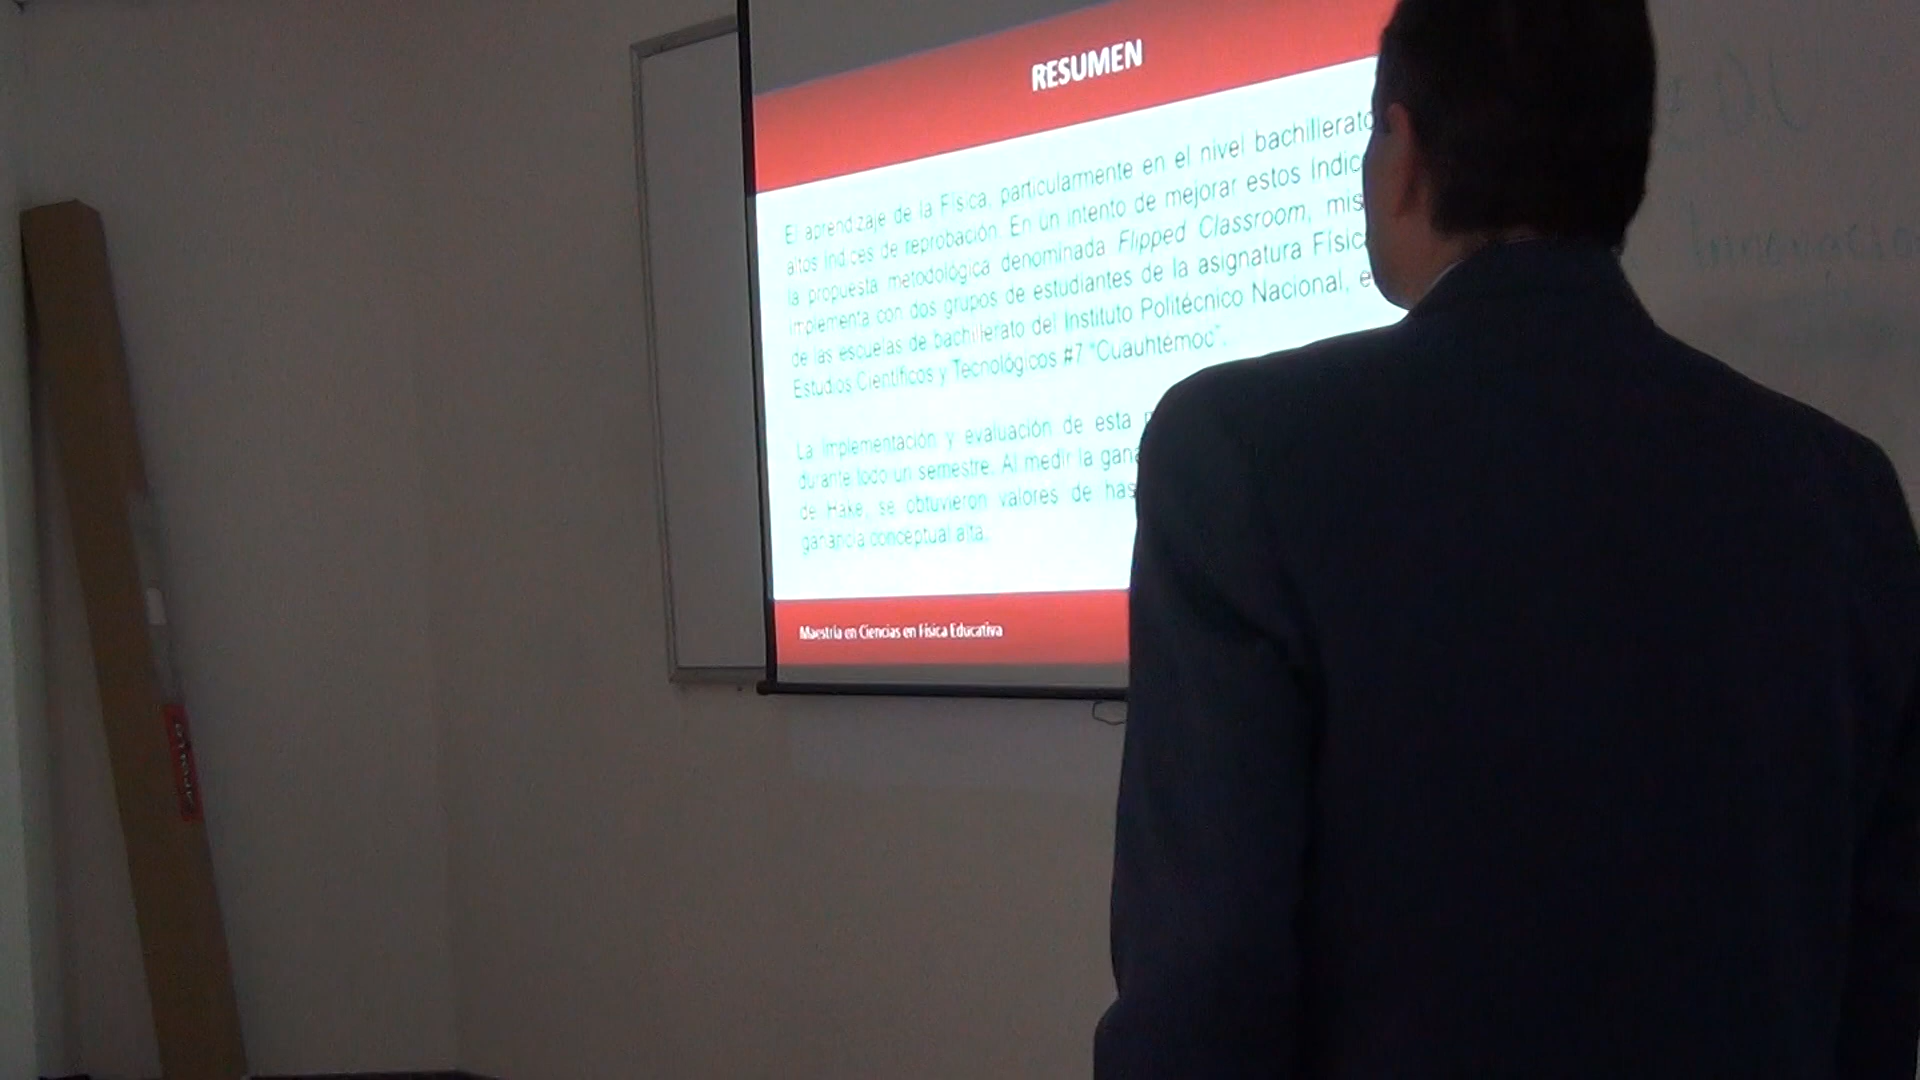 RESUMEN
El aprendizaje de la Física, particularmente en el nivel bachillerato
altos índices de reprobación. En un intento de mejorar estos índic
la propuesta metodológica denominada Flipped Classroom, mis
implementa con dos grupos de estudiantes de la asignatura Físic
de las escuelas de bachillerato del Instituto Politécnico Nacional, e
Estudios Científicos y Tecnológicos #7 "Cuauhtémoc".
La implementación y evaluación de esta
durante todo un semestre. Al medir la gana
de Hake, se obtuvieron valores de has
ganancia conceptual alta.
Maestría en Ciencias en Física Educativa
Innovacio